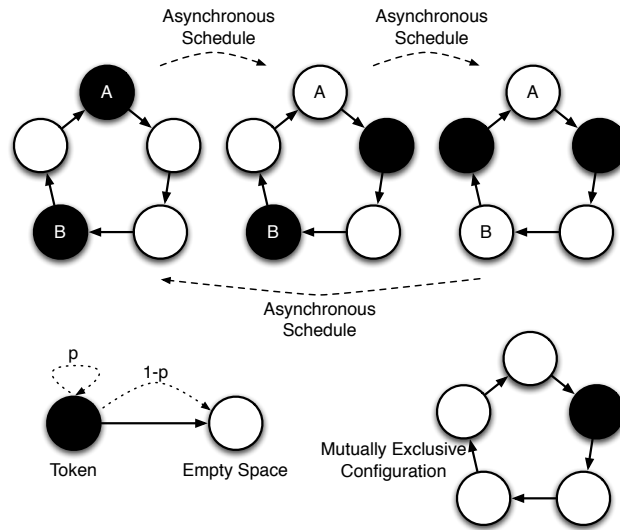 Asynchronous
Schedule
Asynchronous
Schedule
A
A
A
B
B
B
Asynchronous
Schedule
p
1-p
Token
Empty Space
Mutually Exclusive
Configuration